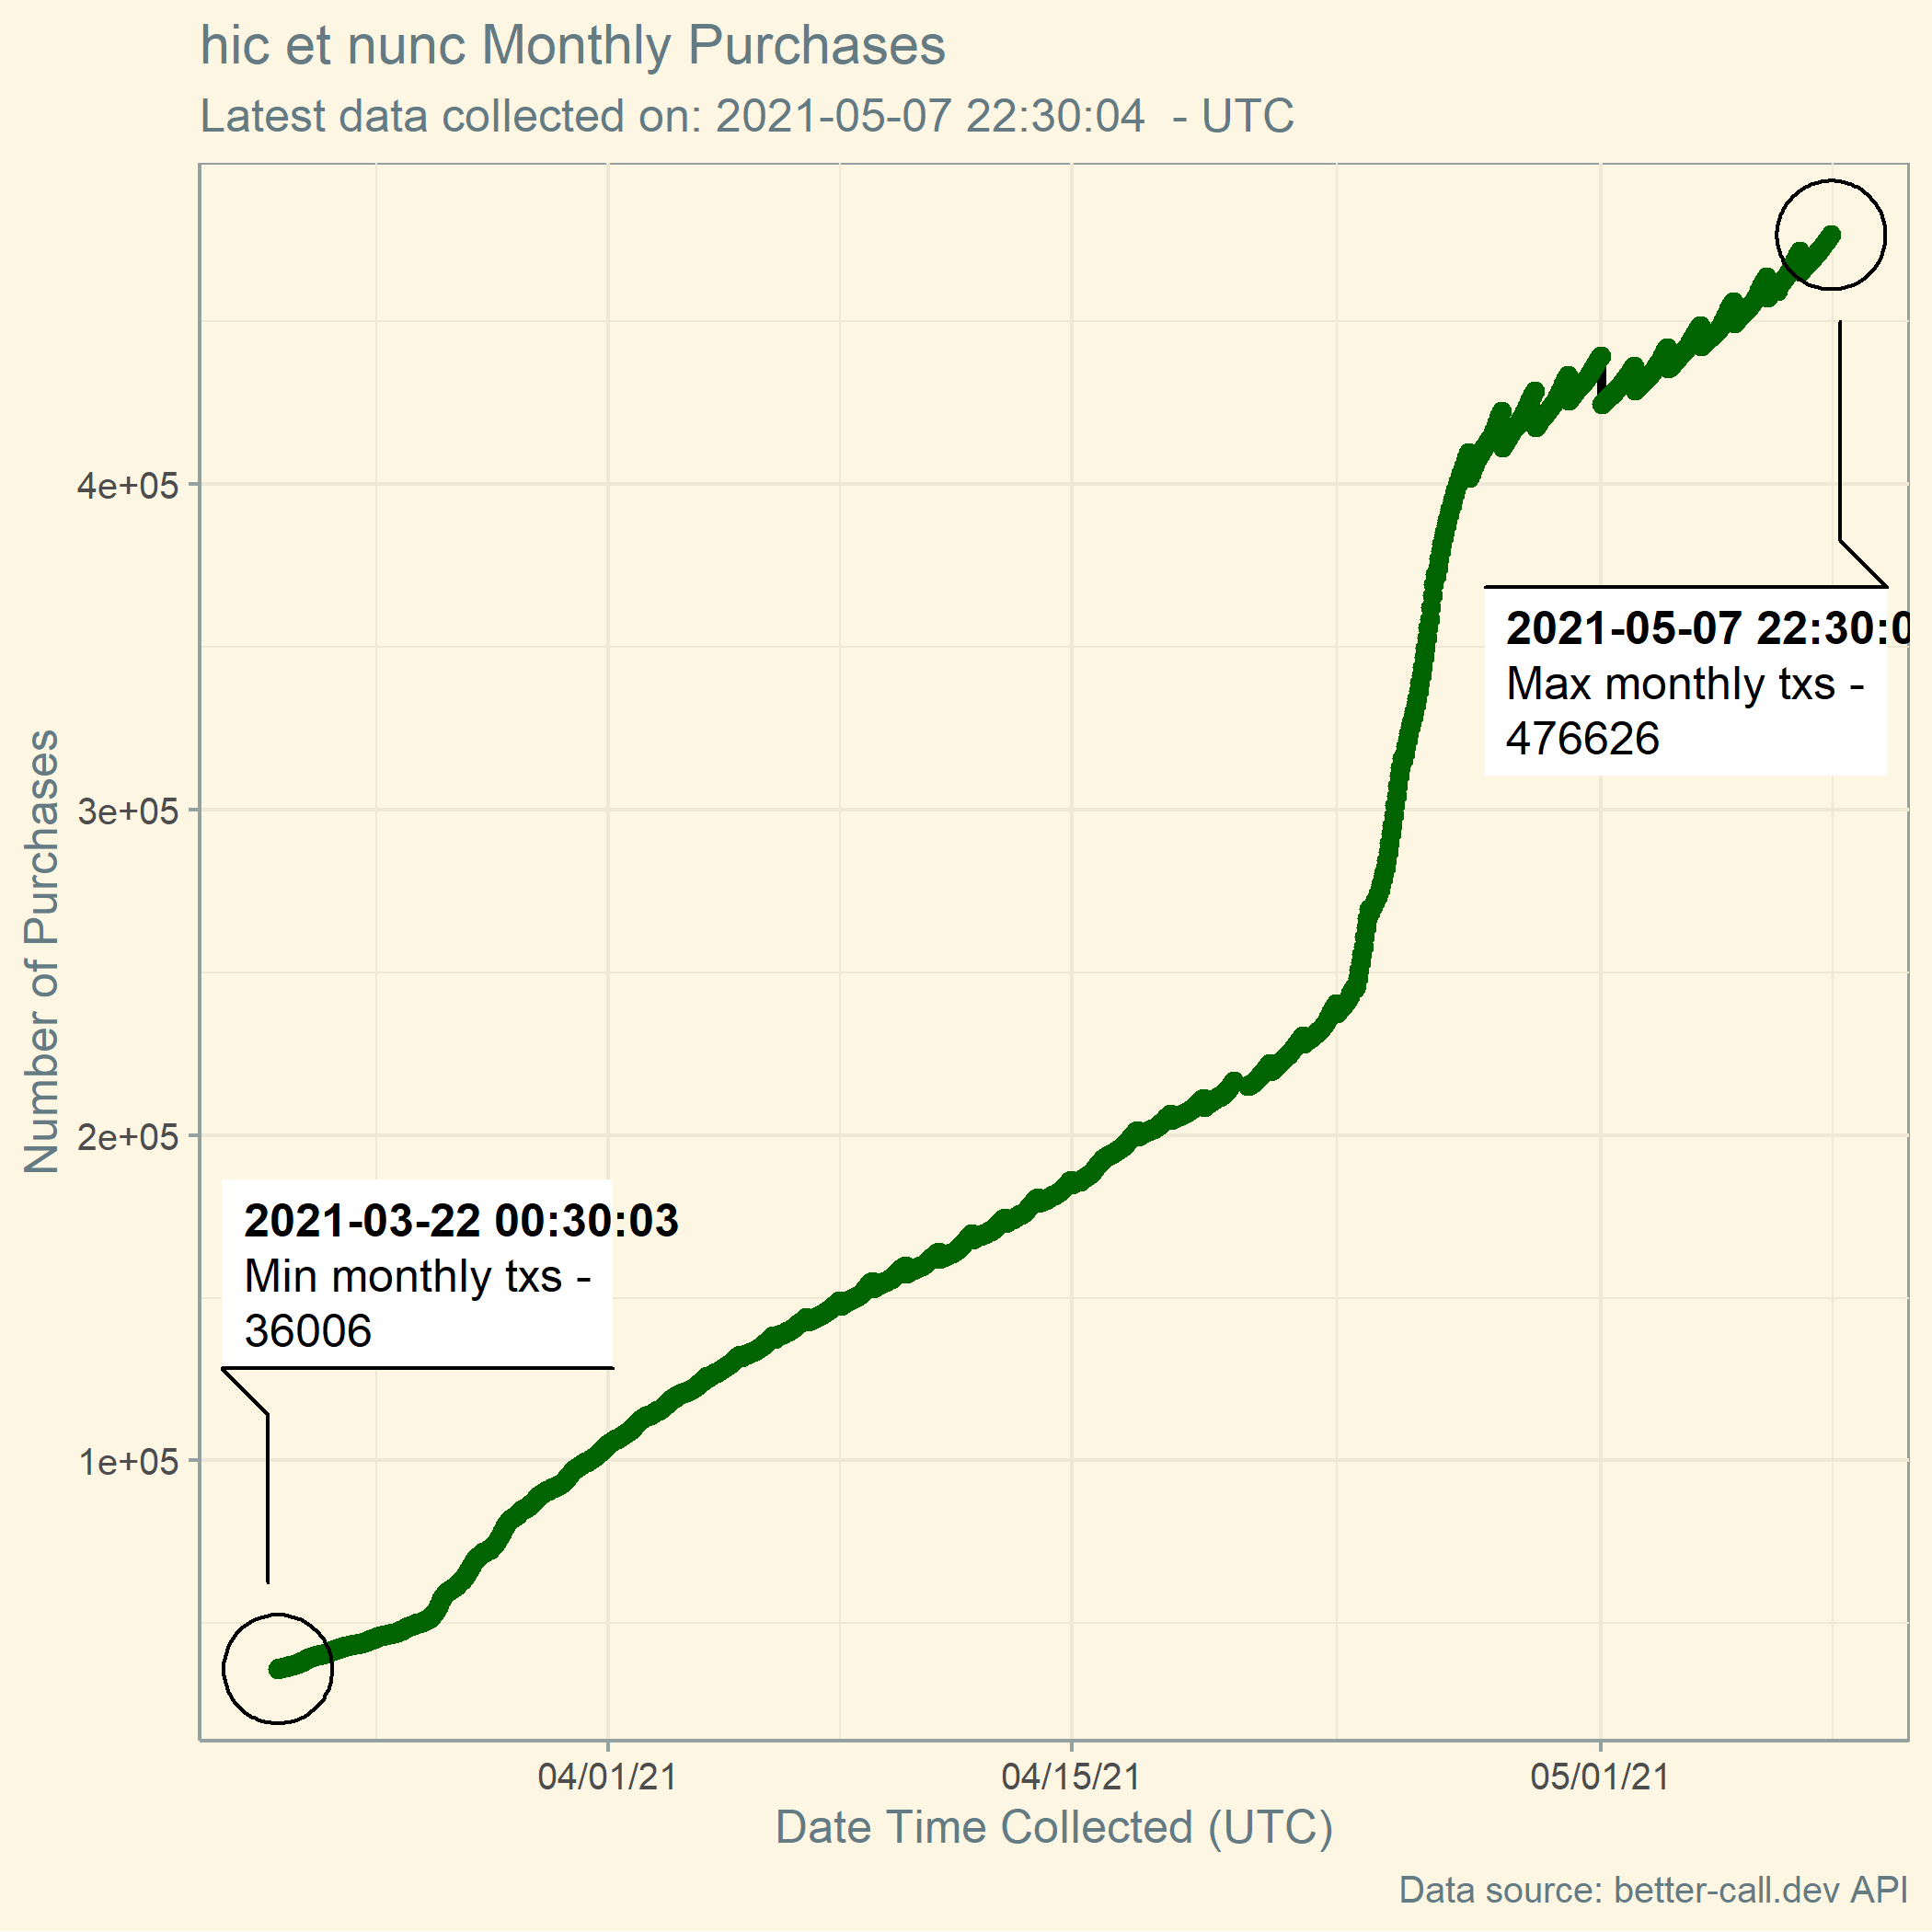 hic et nunc Monthly Purchases
Latest data collected on: 2021-05-07 22:30:04 - UTC
Number of Purchases
4e+05
3e+05
2e+05
1e+05
2021-05-07 22:30:0
Max monthly txs -
476626
2021-03-22 00:30:03
Min monthly txs -
36006
04/01/21
04/15/21
05/01/21
Date Time Collected (UTC)
Data source: better-call.dev API